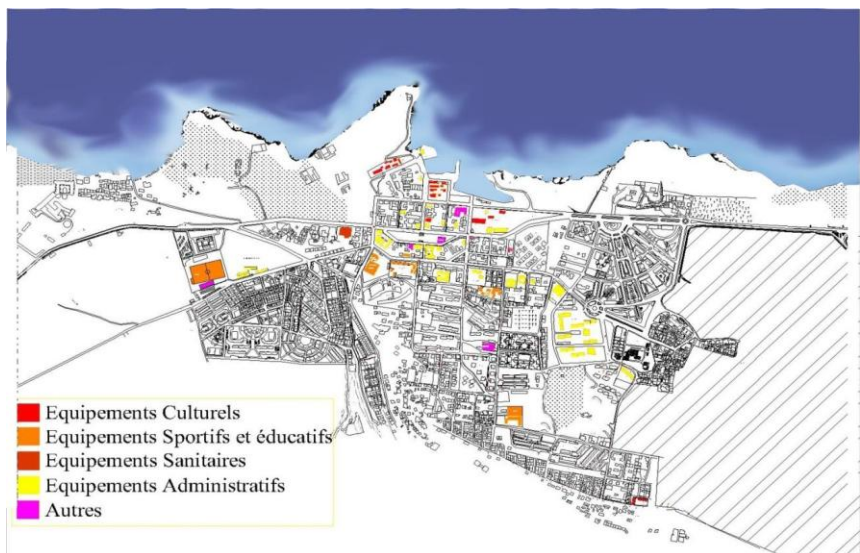 Equipements Culturels
Equipements Sportifs et éducatifs
Equipements Sanitaires
Equipements Administratifs
Autres